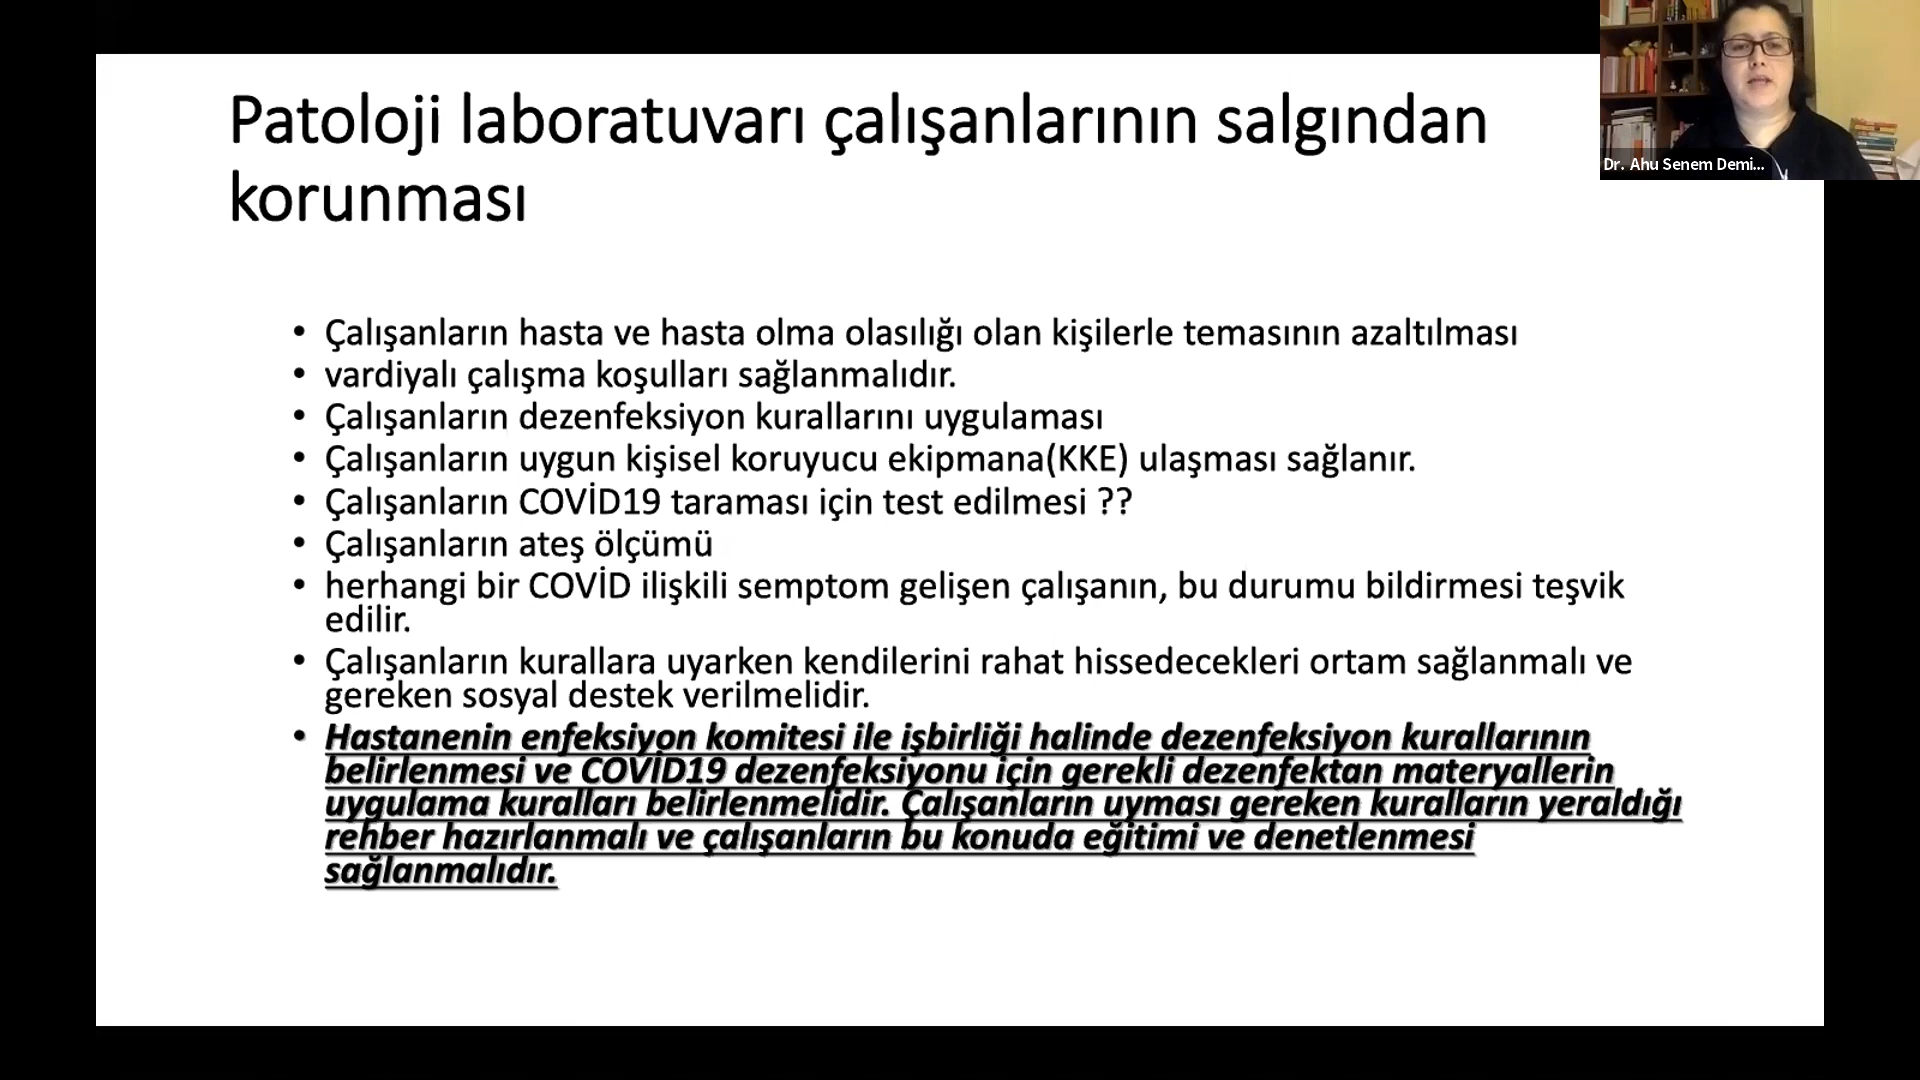 Patoloji laboratuvarı çalışanlarının salgından
korunması
Dr. Ahu Senem Demi...
• Çalışanların hasta ve hasta olma olasılığı olan kişilerle temasının azaltılması
• vardiyalı çalışma koşulları sağlanmalıdır.
• Çalışanların dezenfeksiyon kurallarını uygulaması
• Çalışanların uygun kişisel koruyucu ekipmana(KKE) ulaşması sağlanır.
• Çalışanların COVİD19 taraması için test edilmesi ??
• Çalışanların ateş ölçümü
• herhangi bir COVİD ilişkili semptom gelişen çalışanın, bu durumu bildirmesi teşvik
edilir.
• Çalışanların kurallara uyarken kendilerini rahat hissedecekleri ortam sağlanmalı ve
gereken sosyal destek verilmelidir.
• Hastanenin enfeksiyon komitesi ile işbirliği halinde dezenfeksiyon kurallarının
belirlenmesi ve COVİD19 dezenfeksiyonu için gerekli dezenfektan materyallerin
uygulama kuralları belirlenmelidir. Çalışanların uyması gereken kuralların yeraldığı
rehber hazırlanmalı ve çalışanların bu konuda eğitimi ve denetlenmesi
sağlanmalıdır.